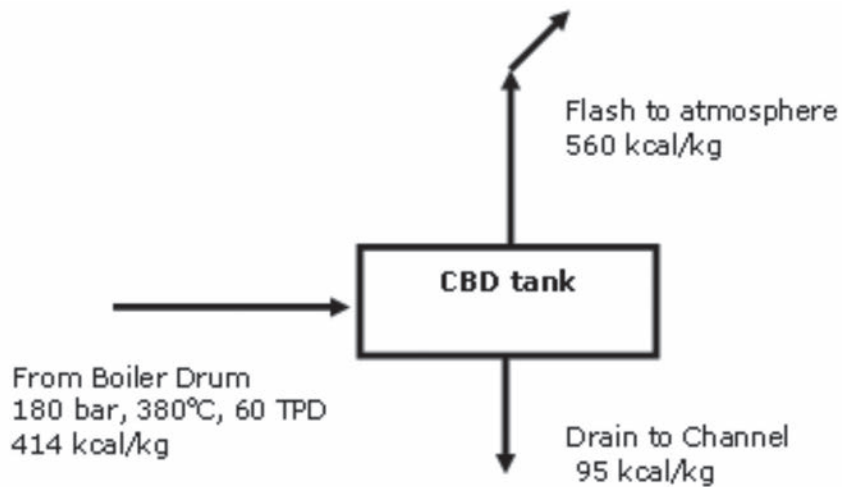 Flash to atmosphere
560 kcal/kg
CBD tank
From Boiler Drum
180 bar, 380°C, 60 TPD
414 kcal/kg
Drain to Channel
95 kcal/kg